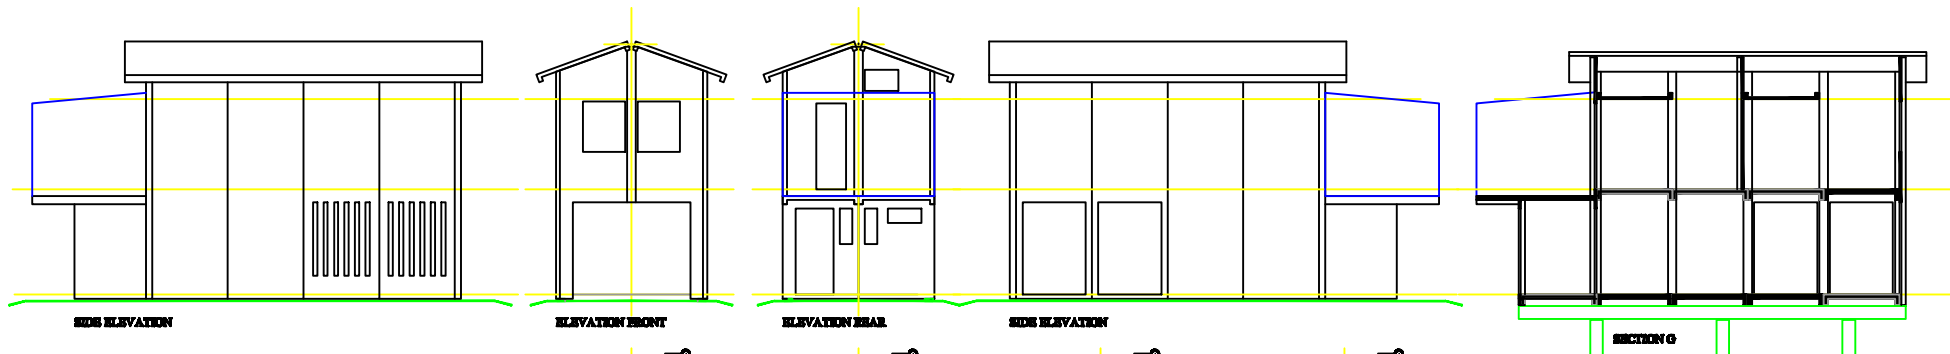 SIDE ELEVATION
ELEVATION FRONT
ELEVATION REAR
SIDE ELEVATION
SECTION G